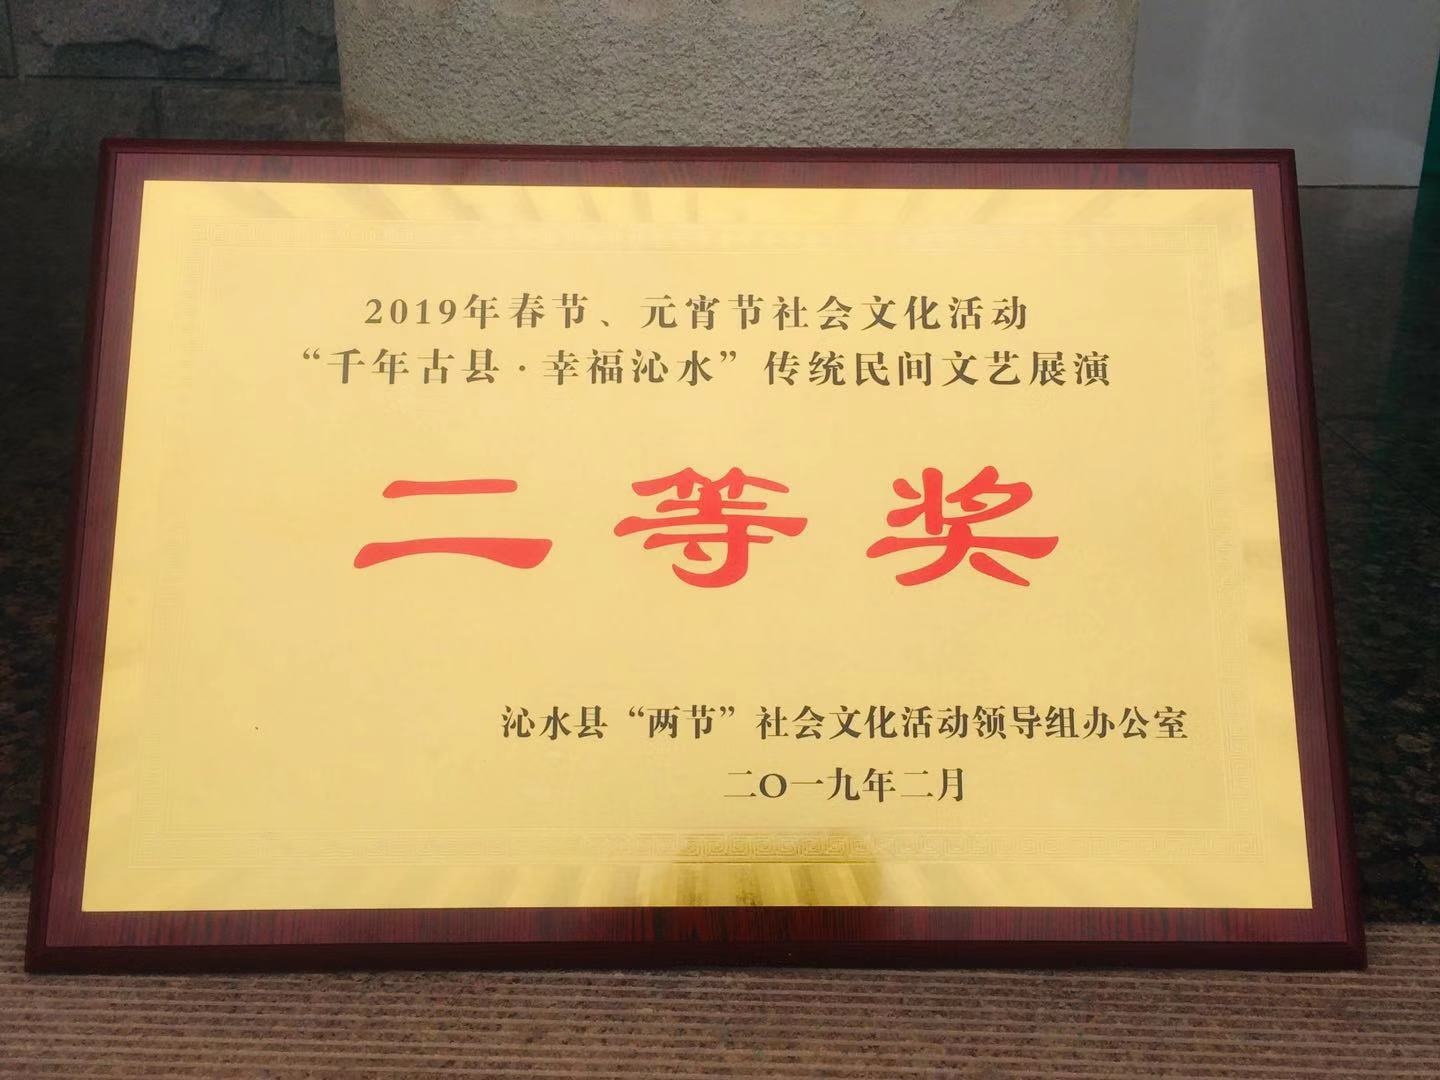 2019年春节、元宵节社会文化活动
“千年古县·幸福沁水”传统民间文艺展演
二等奖
沁水县“两节”社会文化活动领导组办公室
二〇一九年二月